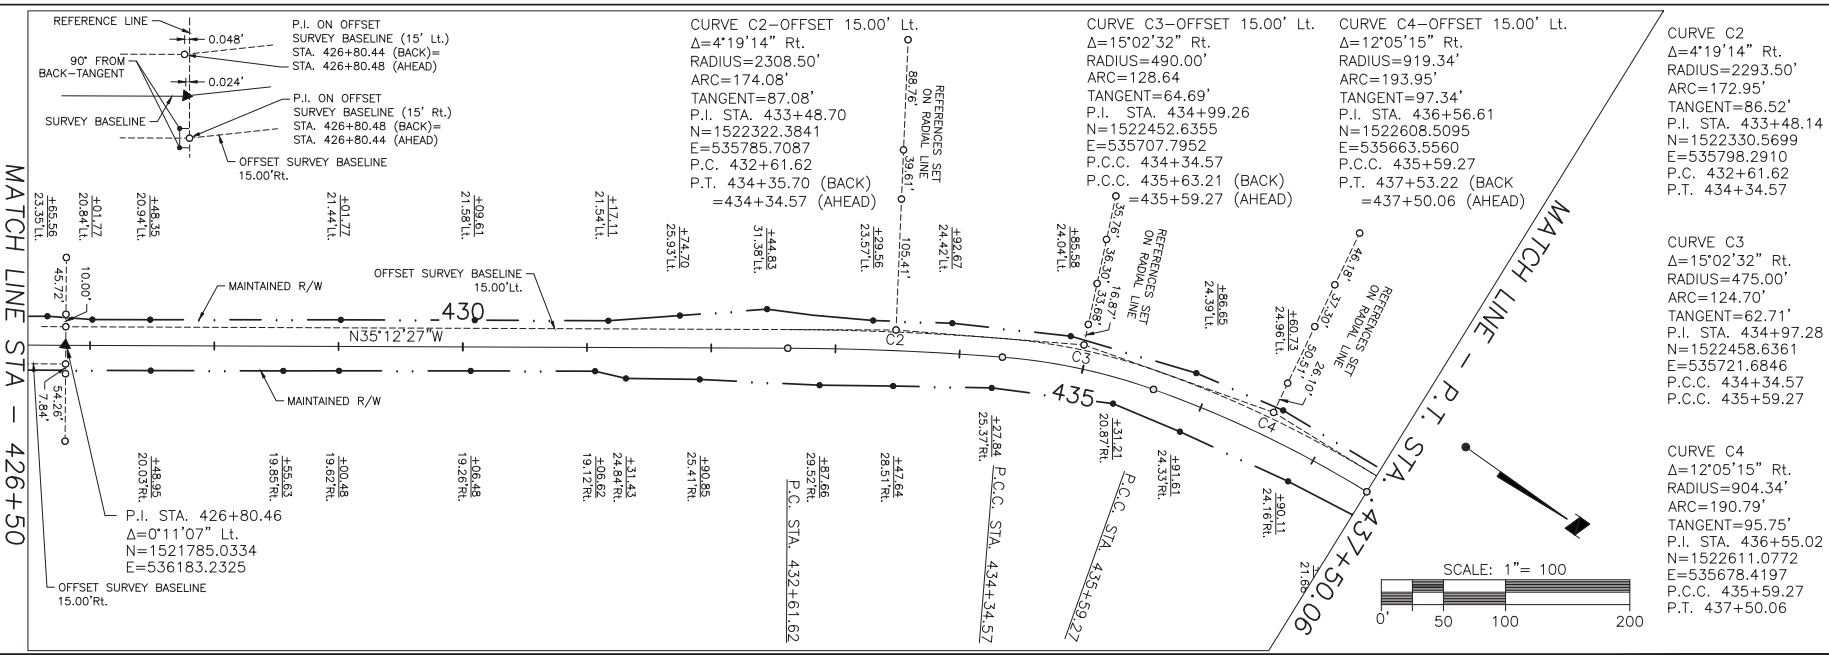 REFERENCE LINE
0.048'
90° FROM
BACK-TANGENT
0.024'
SURVEY BASELINE
P.I. ON OFFSET
SURVEY BASELINE (15' Lt.)
STA. 426+80.44 (BACK)=
STA. 426+80.48 (AHEAD)
P.I. ON OFFSET
SURVEY BASELINE (15' Rt.)
STA. 426+80.48 (BACK)=
STA. 426+80.44 (AHEAD)
OFFSET SURVEY BASELINE
15.00'Rt.
CURVE C2-OFFSET 15.00' Lt.
Δ=4°19'14" Rt.
RADIUS=2308.50'
ARC=174.08'
TANGENT=87.08'
P.I. STA. 433+48.70
N=1522322.3841
E=535785.7087
P.C. 432+61.62
P.T. 434+35.70 (BACK)
=434+34.57 (AHEAD)
88.76'
39.61'
105.41'
REFERENCES SET
ON RADIAL LINE
CURVE C3-OFFSET 15.00' Lt.
Δ=15°02'32" Rt.
RADIUS=490.00'
ARC=128.64
TANGENT=64.69'
P.I. STA. 434+99.26
N=1522452.6355
E=535707.7952
P.C.C. 434+34.57
P.C.C. 435+63.21 (BACK)
=435+59.27 (AHEAD)
35.76'
36.30'
16.87'
33.68'
REFERENCES SET
ON RADIAL LINE
CURVE C4-OFFSET 15.00' Lt.
Δ=12°05'15" Rt.
RADIUS=919.34'
ARC=193.95'
TANGENT=97.34'
P.I. STA. 436+56.61
N=1522608.5095
E=535663.5560
P.C.C. 435+59.27
P.T. 437+53.22 (BACK
=437+50.06 (AHEAD)
46.18'
37.30'
50.51'
26.10'
REFERENCES SET
ON RADIAL LINE
CURVE C2
Δ=4°19'14" Rt.
RADIUS=2293.50'
ARC=172.95'
TANGENT=86.52'
P.I. STA. 433+48.14
N=1522330.5699
E=535798.2910
P.C. 432+61.62
P.T. 434+34.57
CURVE C3
Δ=15°02'32" Rt.
RADIUS=475.00'
ARC=124.70'
TANGENT=62.71'
P.I. STA. 434+97.28
N=1522458.6361
E=535721.6846
P.C.C. 434+34.57
P.C.C. 435+59.27
CURVE C4
Δ=12°05'15" Rt.
RADIUS=904.34'
ARC=190.79'
TANGENT=95.75'
P.I. STA. 436+55.02
N=1522611.0772
E=535678.4197
P.C.C. 435+59.27
P.T. 437+50.06
MATCH LINE STA - 426+50
+65.56
23.35'Lt.
+01.77
20.84'Lt.
+48.35
20.94'Lt.
+01.77
21.44'Lt.
+09.61
21.58'Lt.
+17.11
21.54'Lt.
+74.70
25.93'Lt.
+44.83
31.38'Lt.
+29.56
23.57'Lt.
+92.67
24.42'Lt.
+85.58
24.04'Lt.
+86.65
24.39'Lt.
+60.73
24.96'Lt.
45.72'
10.00'
MAINTAINED R/W
OFFSET SURVEY BASELINE
15.00'Lt.
430
N35°12'27"W
C2
C3
C4
435
54.26'
7.84'
MAINTAINED R/W
+48.95
20.03'Rt.
+55.63
19.85'Rt.
+00.48
19.62'Rt.
+06.48
19.26'Rt.
+06.62
19.12'Rt.
+31.43
24.84'Rt.
+90.85
25.41'Rt.
+87.66
29.52'Rt.
+47.64
28.51'Rt.
+27.84
25.37'Rt.
+31.21
20.87'Rt.
+91.61
24.33'Rt.
+90.11
24.16'Rt.
21.68
P.I. STA. 426+80.46
Δ=0°11'07" Lt.
N=1521785.0334
E=536183.2325
OFFSET SURVEY BASELINE
15.00'Rt.
P.C. STA. 432+61.62
P.C.C. STA. 434+34.57
P.C.C. STA. 435+59.27
MATCH LINE - P.T. STA. 437+50.06
SCALE: 1"= 100
0'
50
100
200